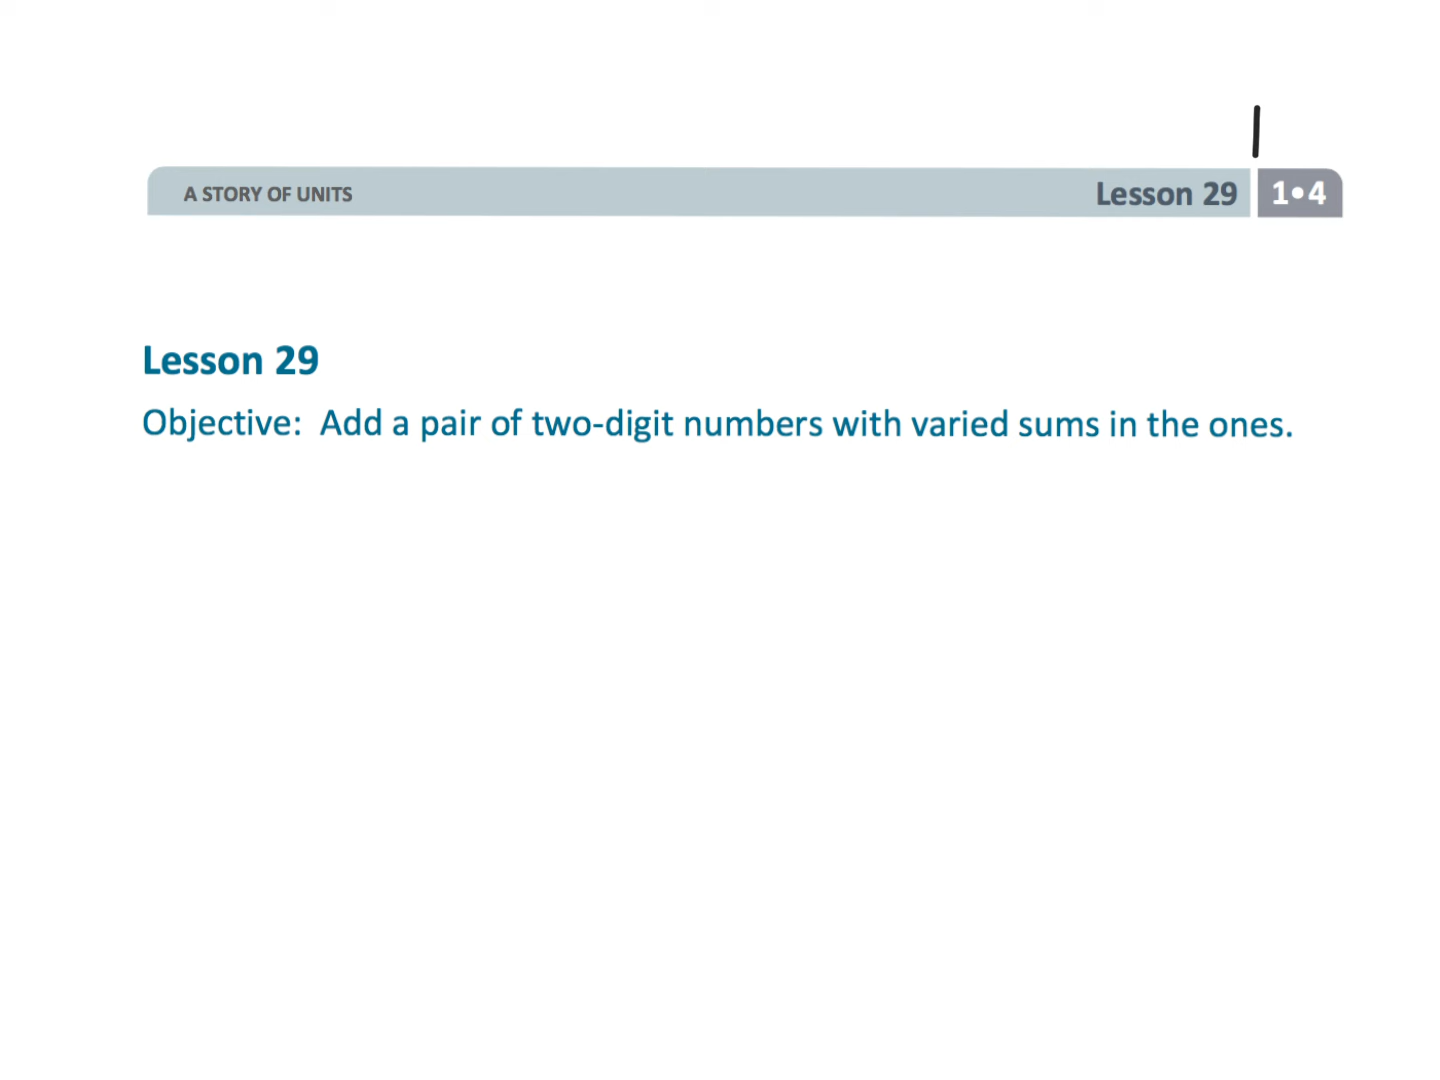 A STORY OF UNITS
Lesson 29 1•4
Lesson 29
Objective: Add a pair of two-digit numbers with varied sums in the ones.